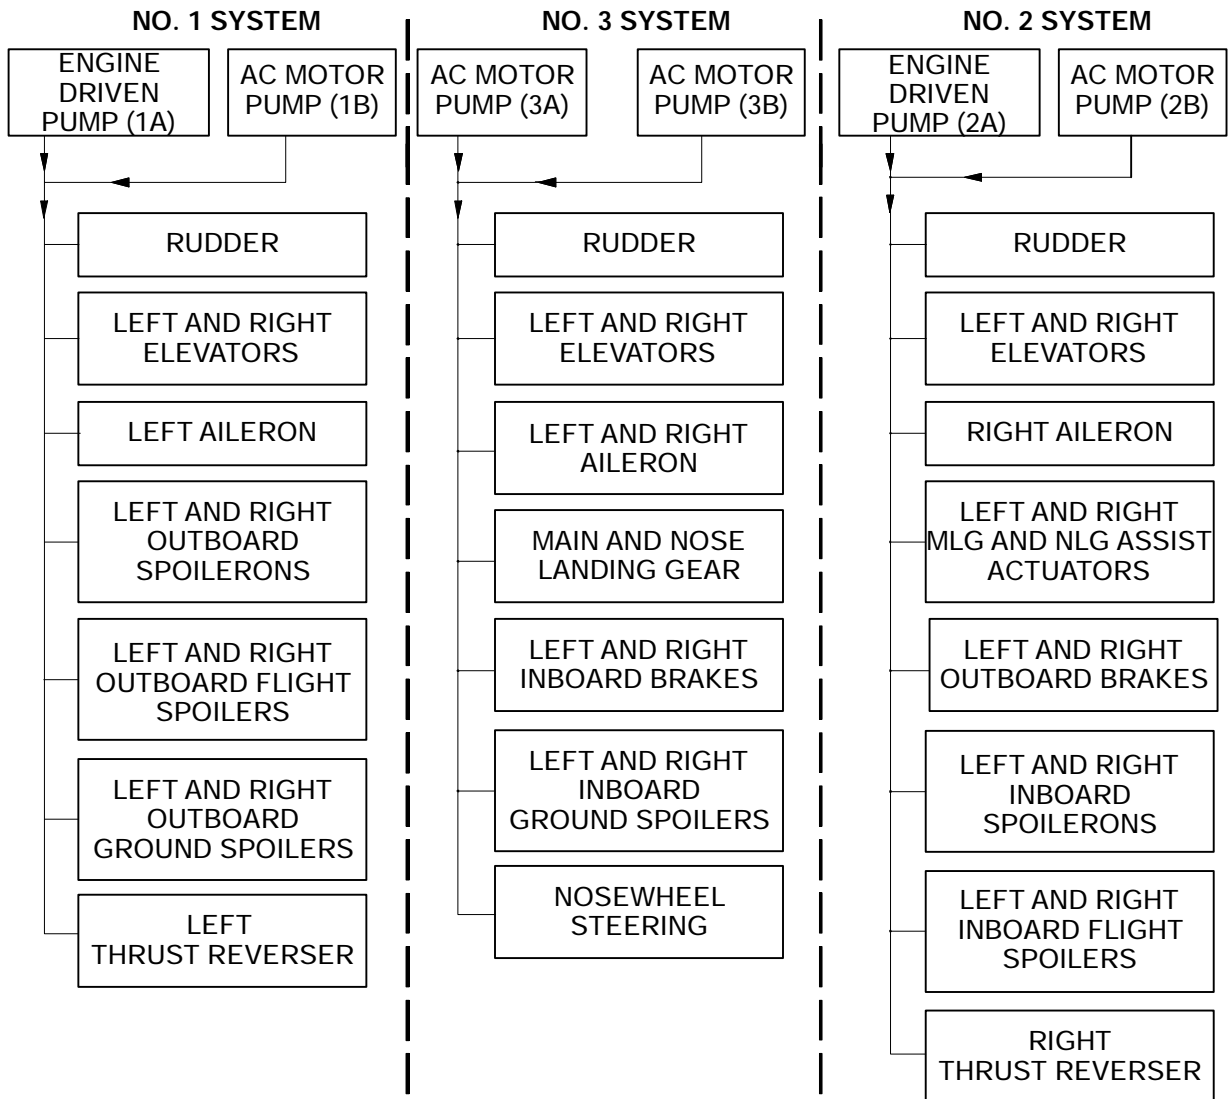 NO. 1 SYSTEM
ENGINE
DRIVEN
PUMP (1A)
AC MOTOR
PUMP (1B)
RUDDER
LEFT AND RIGHT
ELEVATORS
LEFT AILERON
LEFT AND RIGHT
OUTBOARD
SPOILERONS
LEFT AND RIGHT
OUTBOARD FLIGHT
SPOILERS
LEFT AND RIGHT
OUTBOARD
GROUND SPOILERS
LEFT
THRUST REVERSER
NO. 3 SYSTEM
AC MOTOR
PUMP (3A)
AC MOTOR
PUMP (3B)
RUDDER
LEFT AND RIGHT
ELEVATORS
LEFT AND RIGHT
AILERON
MAIN AND NOSE
LANDING GEAR
LEFT AND RIGHT
INBOARD BRAKES
LEFT AND RIGHT
INBOARD
GROUND SPOILERS
NOSEWHEEL
STEERING
NO. 2 SYSTEM
ENGINE
DRIVEN
PUMP (2A)
AC MOTOR
PUMP (2B)
RUDDER
LEFT AND RIGHT
ELEVATORS
RIGHT AILERON
LEFT AND RIGHT
MLG AND NLG ASSIST
ACTUATORS
LEFT AND RIGHT
OUTBOARD BRAKES
LEFT AND RIGHT
INBOARD
SPOILERONS
LEFT AND RIGHT
INBOARD FLIGHT
SPOILERS
RIGHT
THRUST REVERSER